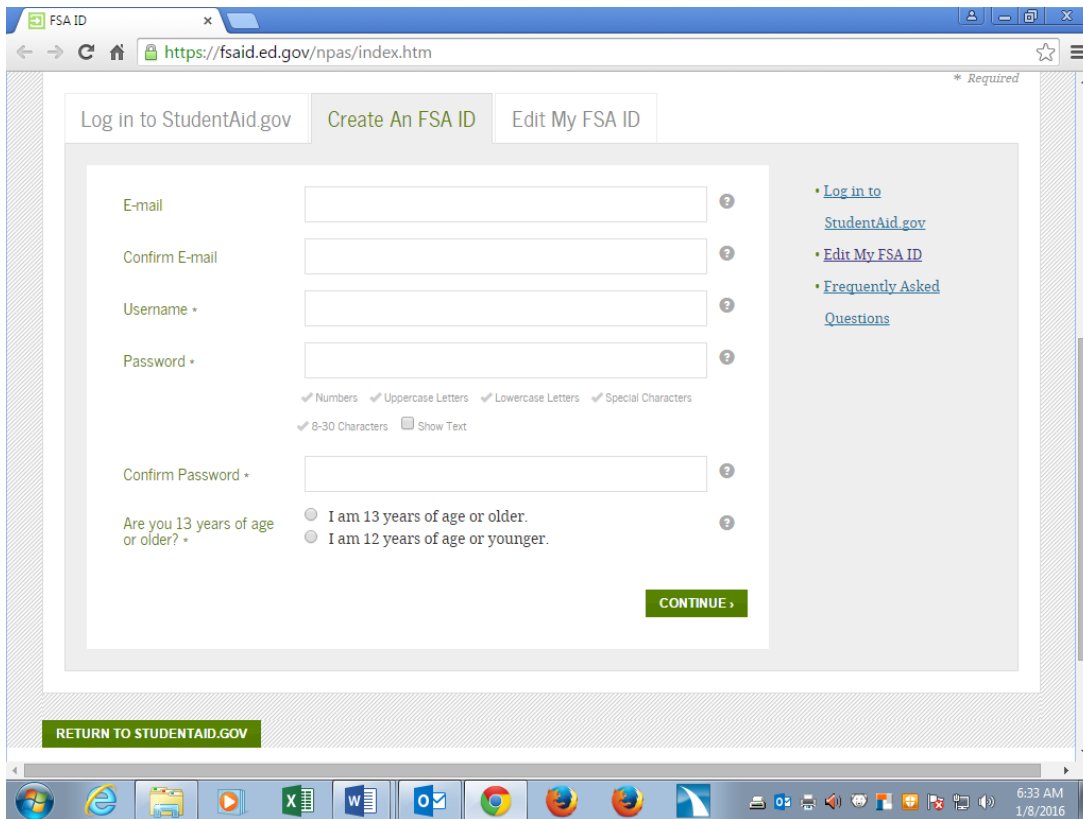 FSA ID
https://fsaid.ed.gov/npas/index.htm
* Required
Log in to StudentAid.gov Create An FSA ID Edit My FSA ID
E-mail
Confirm E-mail
Username *
Password *
Numbers Uppercase Letters Lowercase Letters Special Characters
8-30 Characters Show Text
Confirm Password *
Are you 13 years of age
or older? *
I am 13 years of age or older.
I am 12 years of age or younger.
CONTINUE ›
• Log in to
StudentAid.gov
• Edit My FSA ID
• Frequently Asked
Questions
RETURN TO STUDENTAID.GOV
6:33 AM
1/8/2016